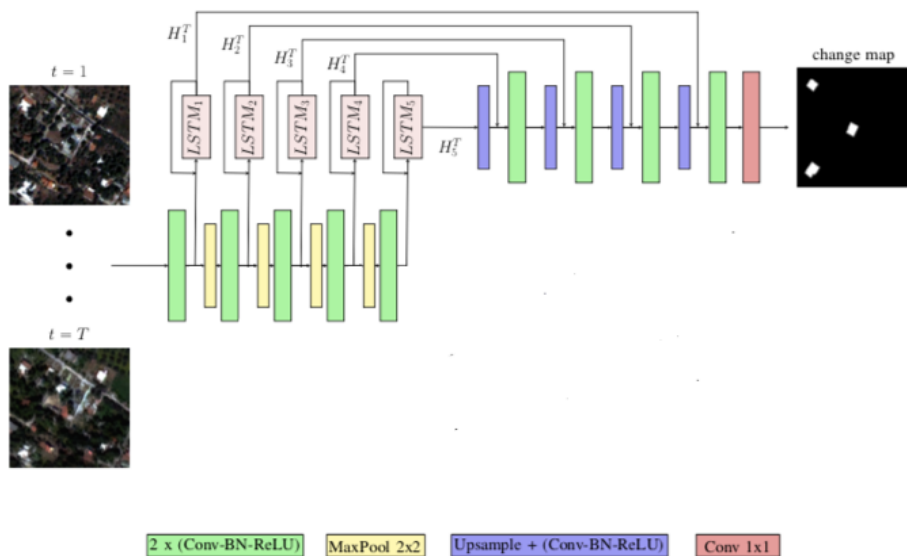 t = 1
H_1^T
H_2^T
H_3^T
H_4^T
change map
LSTM_1
LSTM_2
LSTM_3
LSTM_4
LSTM_5
H_5^T
t = T
2 x (Conv-BN-ReLU)
MaxPool 2x2
Upsample + (Conv-BN-ReLU)
Conv 1x1